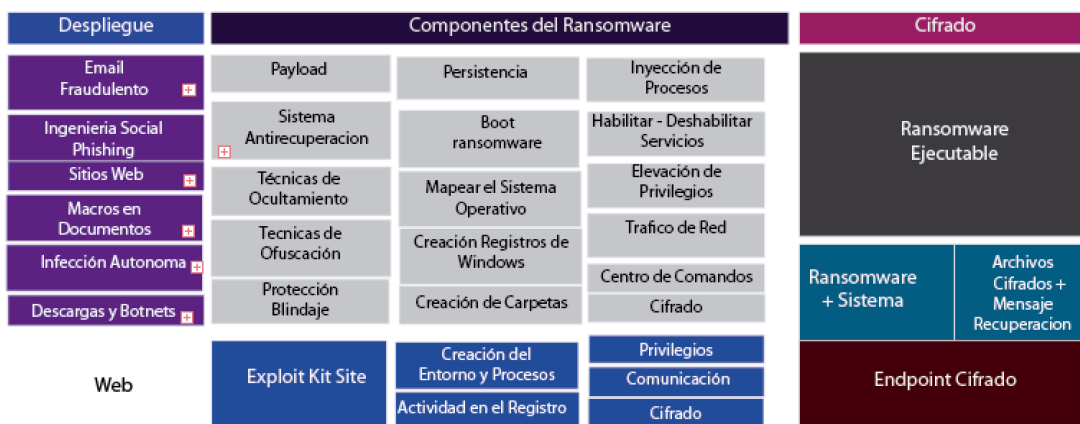 Despliegue
Componentes del Ransomware
Cifrado
Email
Fraudulento
Ingenieria Social
Phishing
Sitios Web
Macros en
Documentos
Infección Autonoma
Descargas y Botnets
Web
Payload
Sistema
Antirecuperacion
Técnicas de
Ocultamiento
Tecnicas de
Ofuscación
Protección
Blindaje
Exploit Kit Site
Persistencia
Boot
ransomware
Mapear el Sistema
Operativo
Creación Registros de
Windows
Creación de Carpetas
Creación del
Entorno y Procesos
Actividad en el Registro
Inyección de
Procesos
Habilitar - Deshabilitar
Servicios
Elevación de
Privilegios
Trafico de Red
Centro de Comandos
Cifrado
Privilegios
Comunicación
Cifrado
Ransomware
Ejecutable
Ransomware
+ Sistema
Archivos
Cifrados +
Mensaje
Recuperacion
Endpoint Cifrado